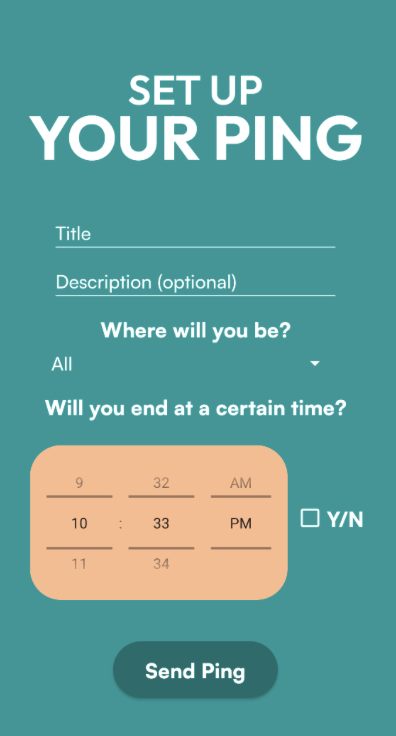 SET UP
YOUR PING
Title
Description (optional)
Where will you be?
All
Will you end at a certain time?
9 32 AM
10 : 33 PM
Y/N
11 34
Send Ping